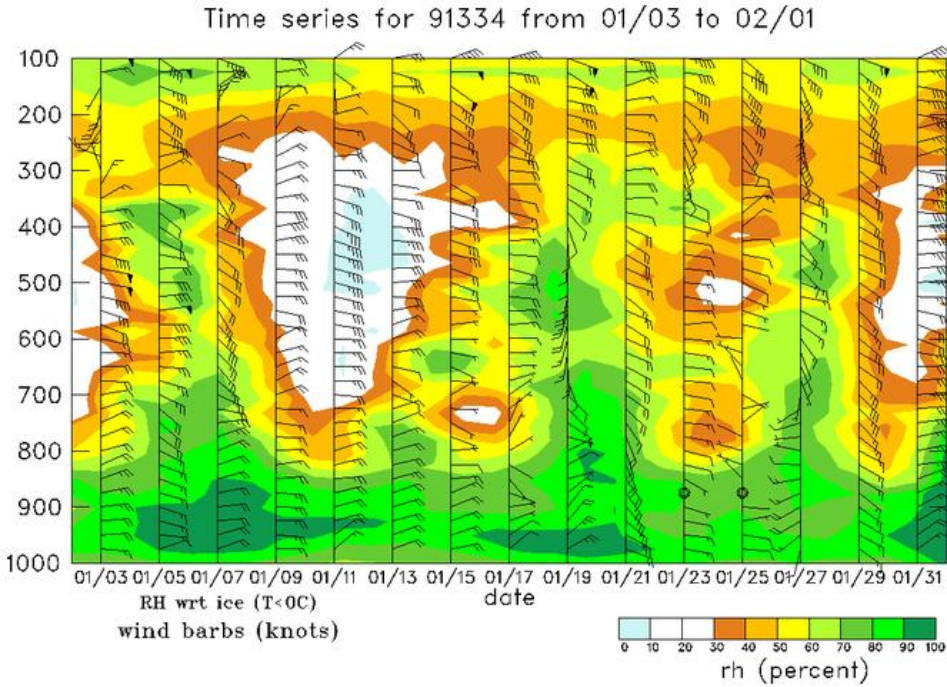 Time series for 91334 from 01/03 to 02/01
100
200
300
400
500
600
700
800
900
1000
01/03 01/05 01/07 01/09 01/11 01/13 01/15 01/17 01/19 01/21 01/23 01/25 01/27 01/29 01/31
date
RH wrt ice (T<0C)
wind barbs (knots)
0 10 20 30 40 50 60 70 80 90 100
rh (percent)